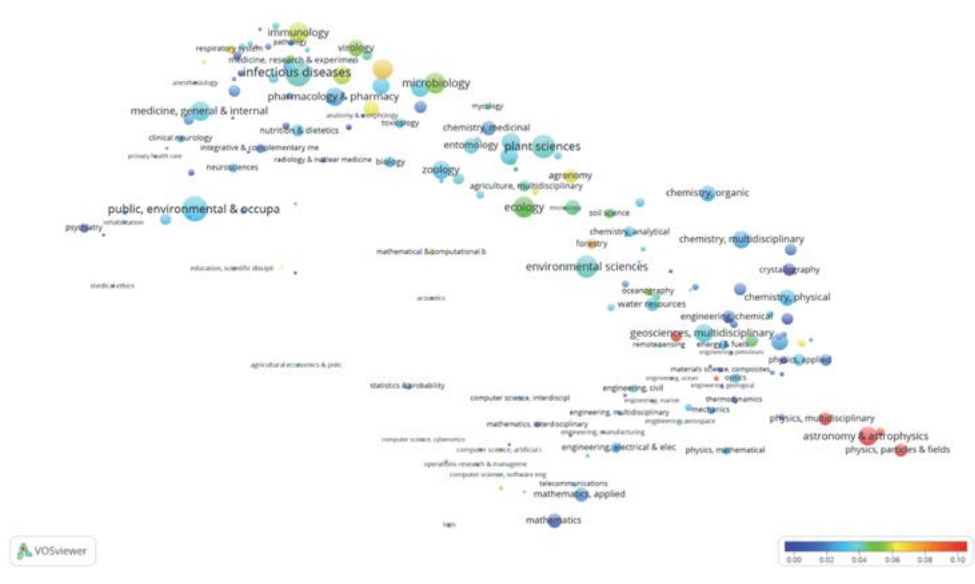 immunology
pathology
respiratory system
virology
medicine, research & experimen
infectious diseases
anesthesiology
microbiology
pharmacology & pharmacy
medicine, general & internal
anatomy & morphology
mycology
toxicology
nutrition & dietetics
chemistry, medicinal
clinical neurology
integrative & complementary me
entomology
plant sciences
primary health care
radiology & nuclear medicine
biology
neurosciences
zoology
agronomy
agriculture, multidisciplinary
chemistry, organic
public, environmental & occupa
ecology
soil science
rehabilitation
psychiatry
chemistry, analytical
chemistry, multidisciplinary
forestry
mathematical & computational b
education, scientific discipli
environmental sciences
crystallography
medical ethics
oceanography
acoustics
chemistry, physical
water resources
engineering, chemical
geosciences, multidisciplinary
remote sensing
energy & fuels
engineering, petroleum
physics, applied
agricultural economics & polic
materials science, composites
engineering, ocean
optics
statistics & probability
engineering, civil
engineering, geological
computer science, interdiscipl
engineering, marine
thermodynamics
engineering, multidisciplinary
mechanics
mathematics, interdisciplinary
engineering, aerospace
physics, multidisciplinary
engineering, manufacturing
astronomy & astrophysics
computer science, cybernetics
computer science, artificial i
engineering, electrical & elec
physics, mathematical
physics, particles & fields
operations research & manageme
computer science, software eng
telecommunications
mathematics, applied
logic
mathematics
VOSviewer
0.00 0.02 0.04 0.06 0.08 0.10